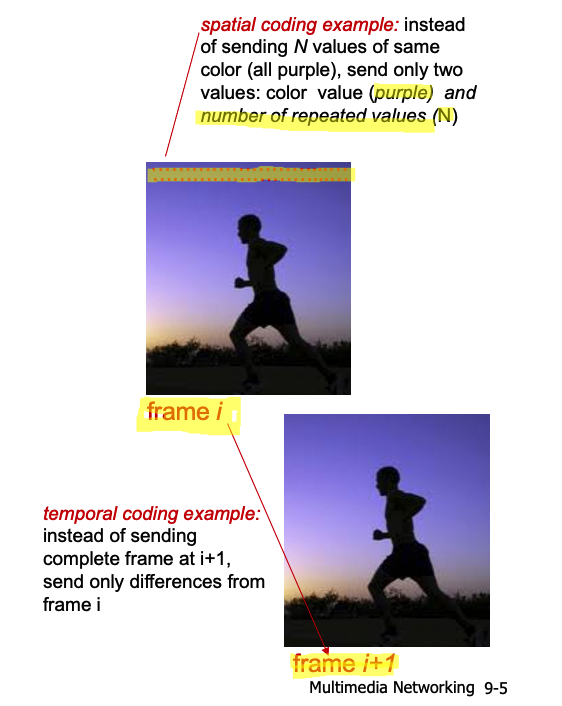 spatial coding example: instead
of sending N values of same
color (all purple), send only two
values: color value (purple) and
number of repeated values (N)
frame i
temporal coding example:
instead of sending
complete frame at i+1,
send only differences from
frame i
frame i+1
Multimedia Networking 9-5